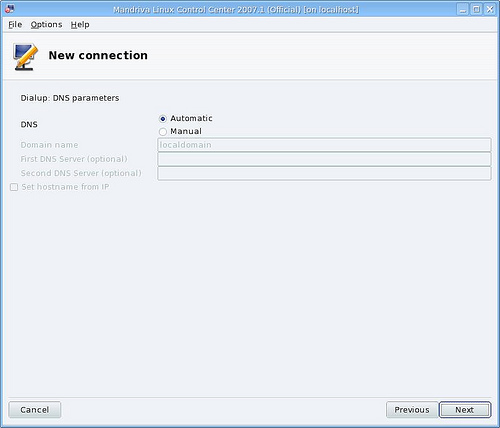 Mandriva Linux Control Center 2007.1 (Official) [on localhost]
File Options Help
New connection
Dialup: DNS parameters
DNS
Automatic
Manual
Domain name localdomain
First DNS Server (optional)
Second DNS Server (optional)
Set hostname from IP
Cancel Previous Next